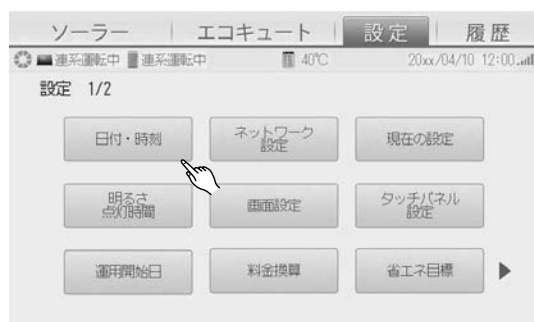 ソーラー エコキュート 設定 履歴
連系運転中 連系運転中 40℃ 20xx/04/10 12:00
設定 1/2
日付・時刻
ネットワーク
設定
現在の設定
明るさ
点灯時間
画面設定
タッチパネル
設定
運用開始日
料金換算
省エネ目標